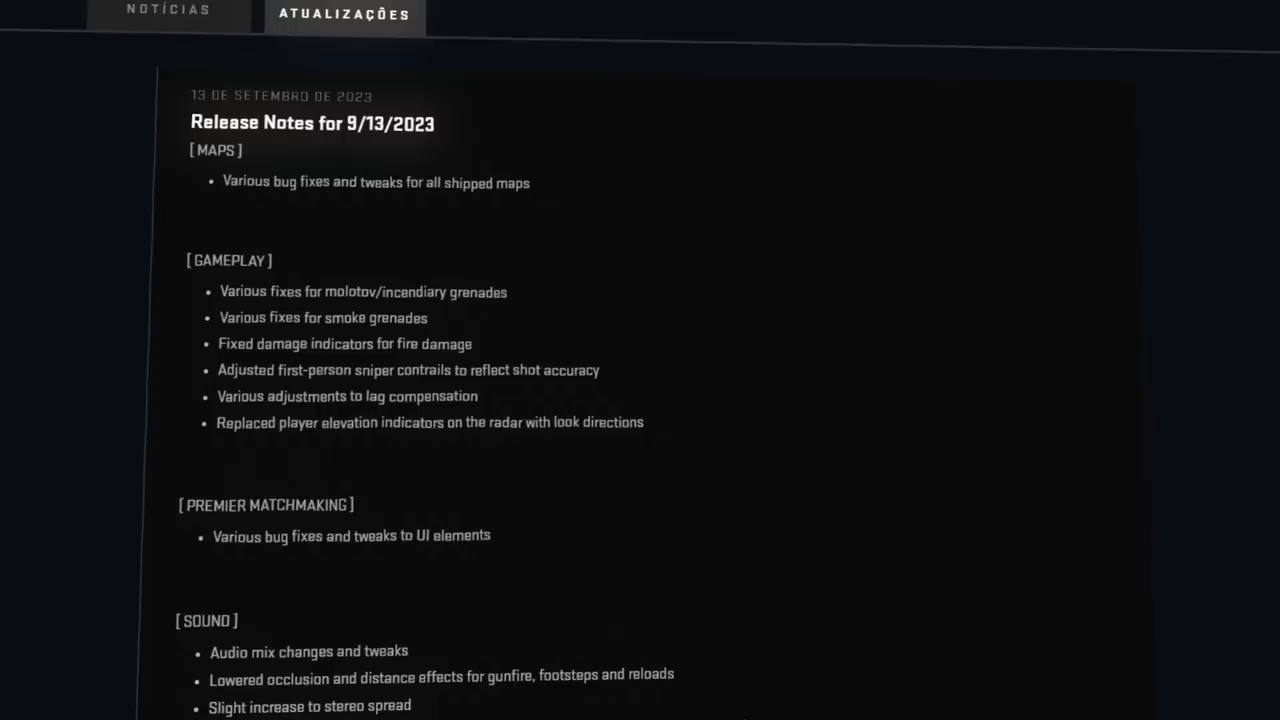 NOTÍCIAS
ATUALIZAÇÕES
13 DE SETEMBRO DE 2023
Release Notes for 9/13/2023
[ MAPS ]
• Various bug fixes and tweaks for all shipped maps
[ GAMEPLAY ]
• Various fixes for molotov/incendiary grenades
• Various fixes for smoke grenades
• Fixed damage indicators for fire damage
• Adjusted first-person sniper contrails to reflect shot accuracy
• Various adjustments to lag compensation
• Replaced player elevation indicators on the radar with look directions
[ PREMIER MATCHMAKING ]
• Various bug fixes and tweaks to UI elements
[ SOUND ]
• Audio mix changes and tweaks
• Lowered occlusion and distance effects for gunfire, footsteps and reloads
• Slight increase to stereo spread